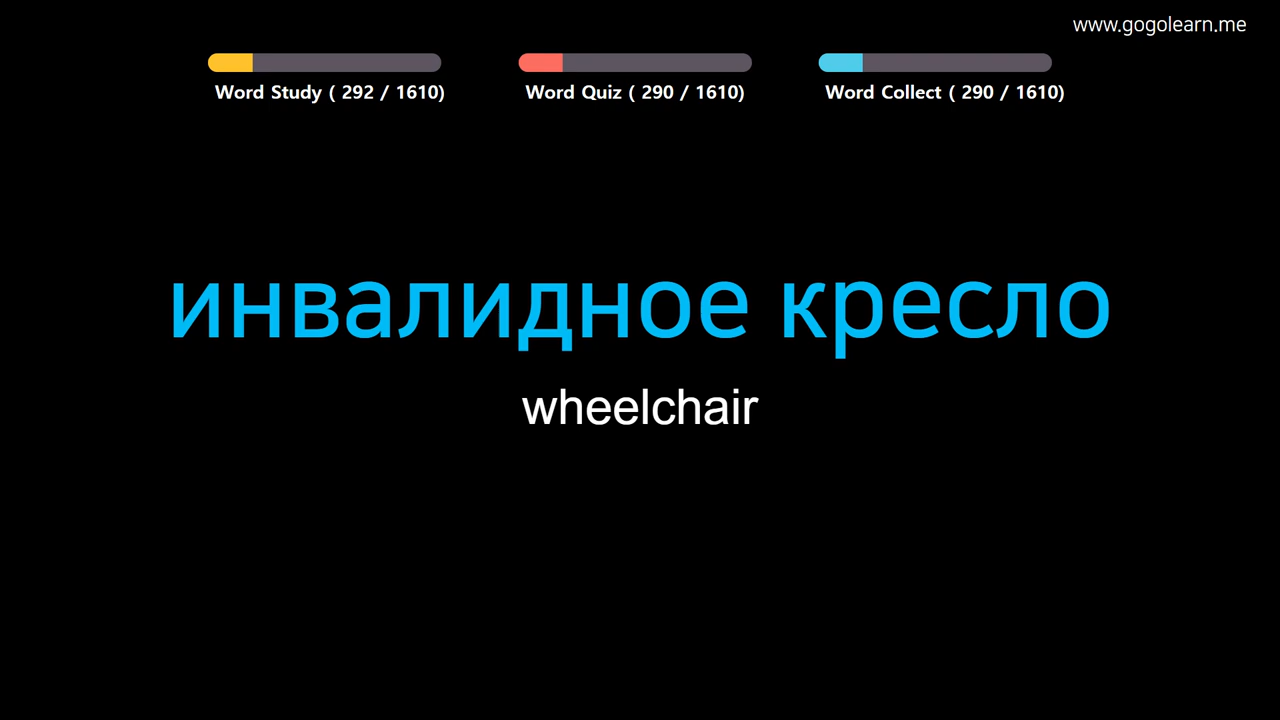 www.gogolearn.me
Word Study ( 292 / 1610)
Word Quiz ( 290 / 1610)
Word Collect ( 290 / 1610)
инвалидное кресло
wheelchair